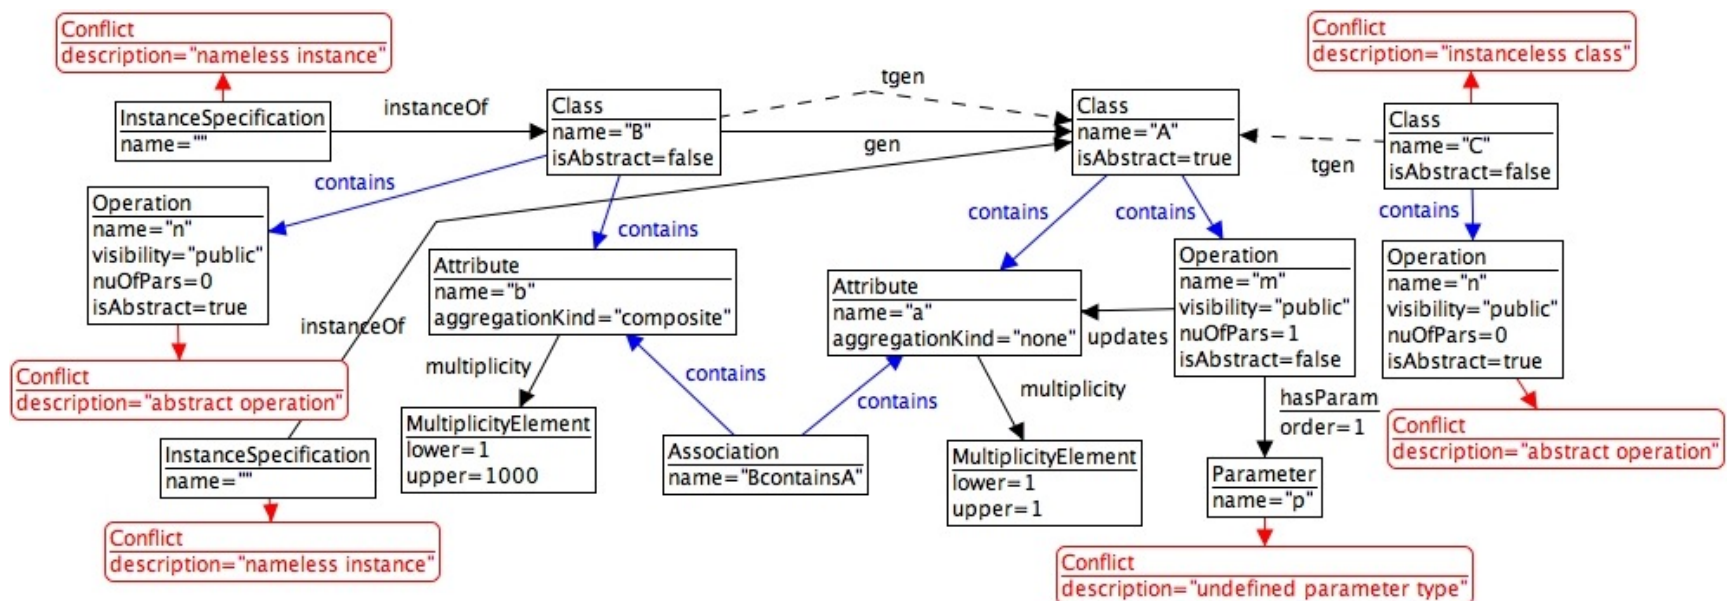 Conflict
description="nameless instance"
InstanceSpecification
name=""
instanceOf
Class
name="B"
isAbstract=false
tgen
gen
Class
name="A"
isAbstract=true
tgen
Conflict
description="instanceless class"
Class
name="C"
isAbstract=false
contains
Operation
name="n"
visibility="public"
nuOfPars=0
isAbstract=true
Conflict
description="abstract operation"
instanceOf
InstanceSpecification
name=""
Conflict
description="nameless instance"
contains
Attribute
name="b"
aggregationKind="composite"
multiplicity
MultiplicityElement
lower=1
upper=1000
contains
Association
name="BcontainsA"
contains
contains
Attribute
name="a"
aggregationKind="none"
multiplicity
MultiplicityElement
lower=1
upper=1
contains
Operation
name="m"
visibility="public"
nuOfPars=1
isAbstract=false
updates
hasParam
order=1
Parameter
name="p"
Conflict
description="undefined parameter type"
contains
Operation
name="n"
visibility="public"
nuOfPars=0
isAbstract=true
Conflict
description="abstract operation"